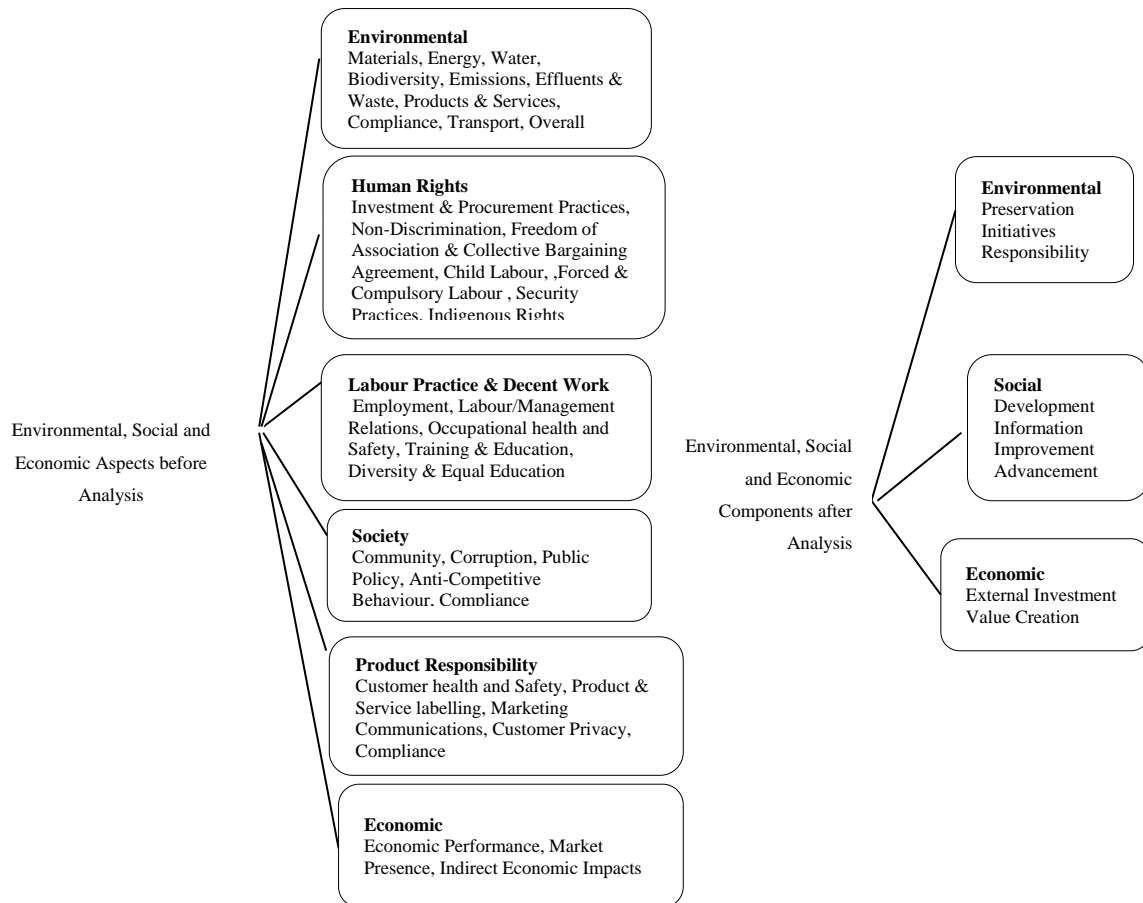 Environmental
Materials, Energy, Water,
Biodiversity, Emissions, Effluents &
Waste, Products & Services,
Compliance, Transport, Overall
Human Rights
Investment & Procurement Practices,
Non-Discrimination, Freedom of
Association & Collective Bargaining
Agreement, Child Labour, ,Forced &
Compulsory Labour , Security
Practices, Indigenous Rights
Labour Practice & Decent Work
Employment, Labour/Management
Relations, Occupational health and
Safety, Training & Education,
Diversity & Equal Education
Environmental, Social and
Economic Aspects before
Analysis
Society
Community, Corruption, Public
Policy, Anti-Competitive
Behaviour, Compliance
Product Responsibility
Customer health and Safety, Product &
Service labelling, Marketing
Communications, Customer Privacy,
Compliance
Economic
Economic Performance, Market
Presence, Indirect Economic Impacts
Environmental, Social
and Economic
Components after
Analysis
Environmental
Preservation
Initiatives
Responsibility
Social
Development
Information
Improvement
Advancement
Economic
External Investment
Value Creation